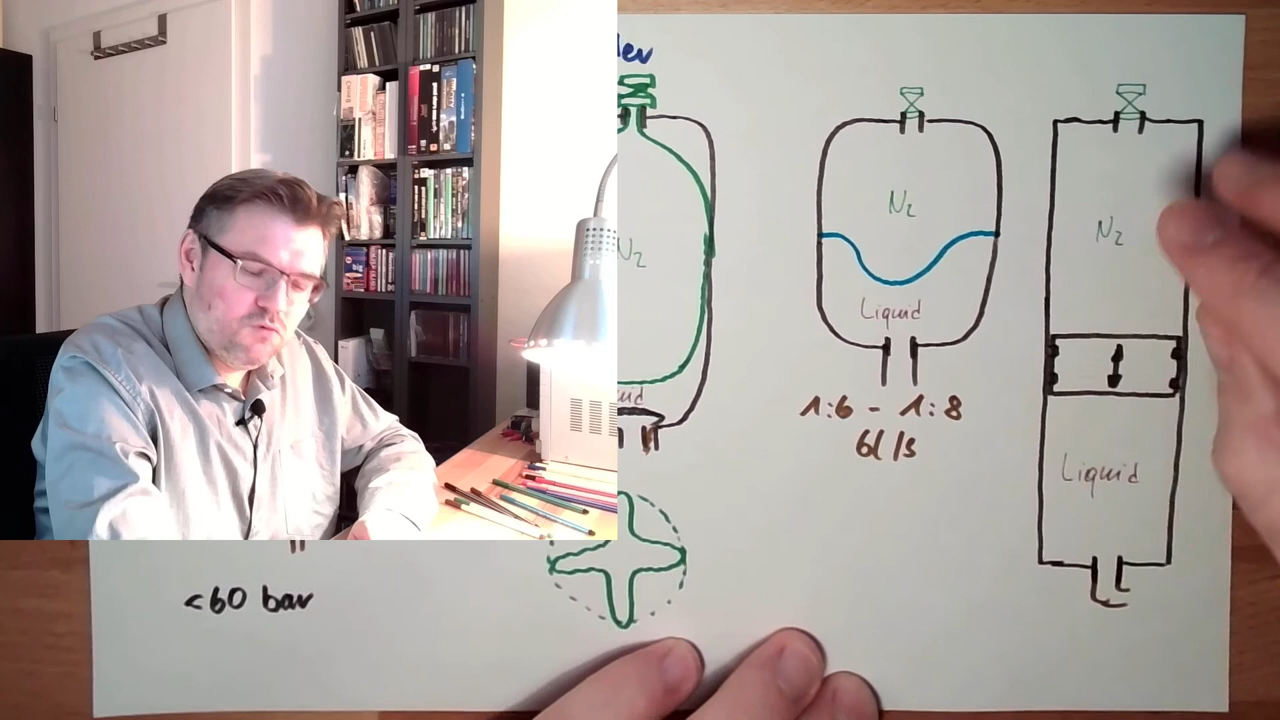 N₂
N₂
Liquid
1:6 - 1:8
6l/s
N₂
Liquid
<60 bar